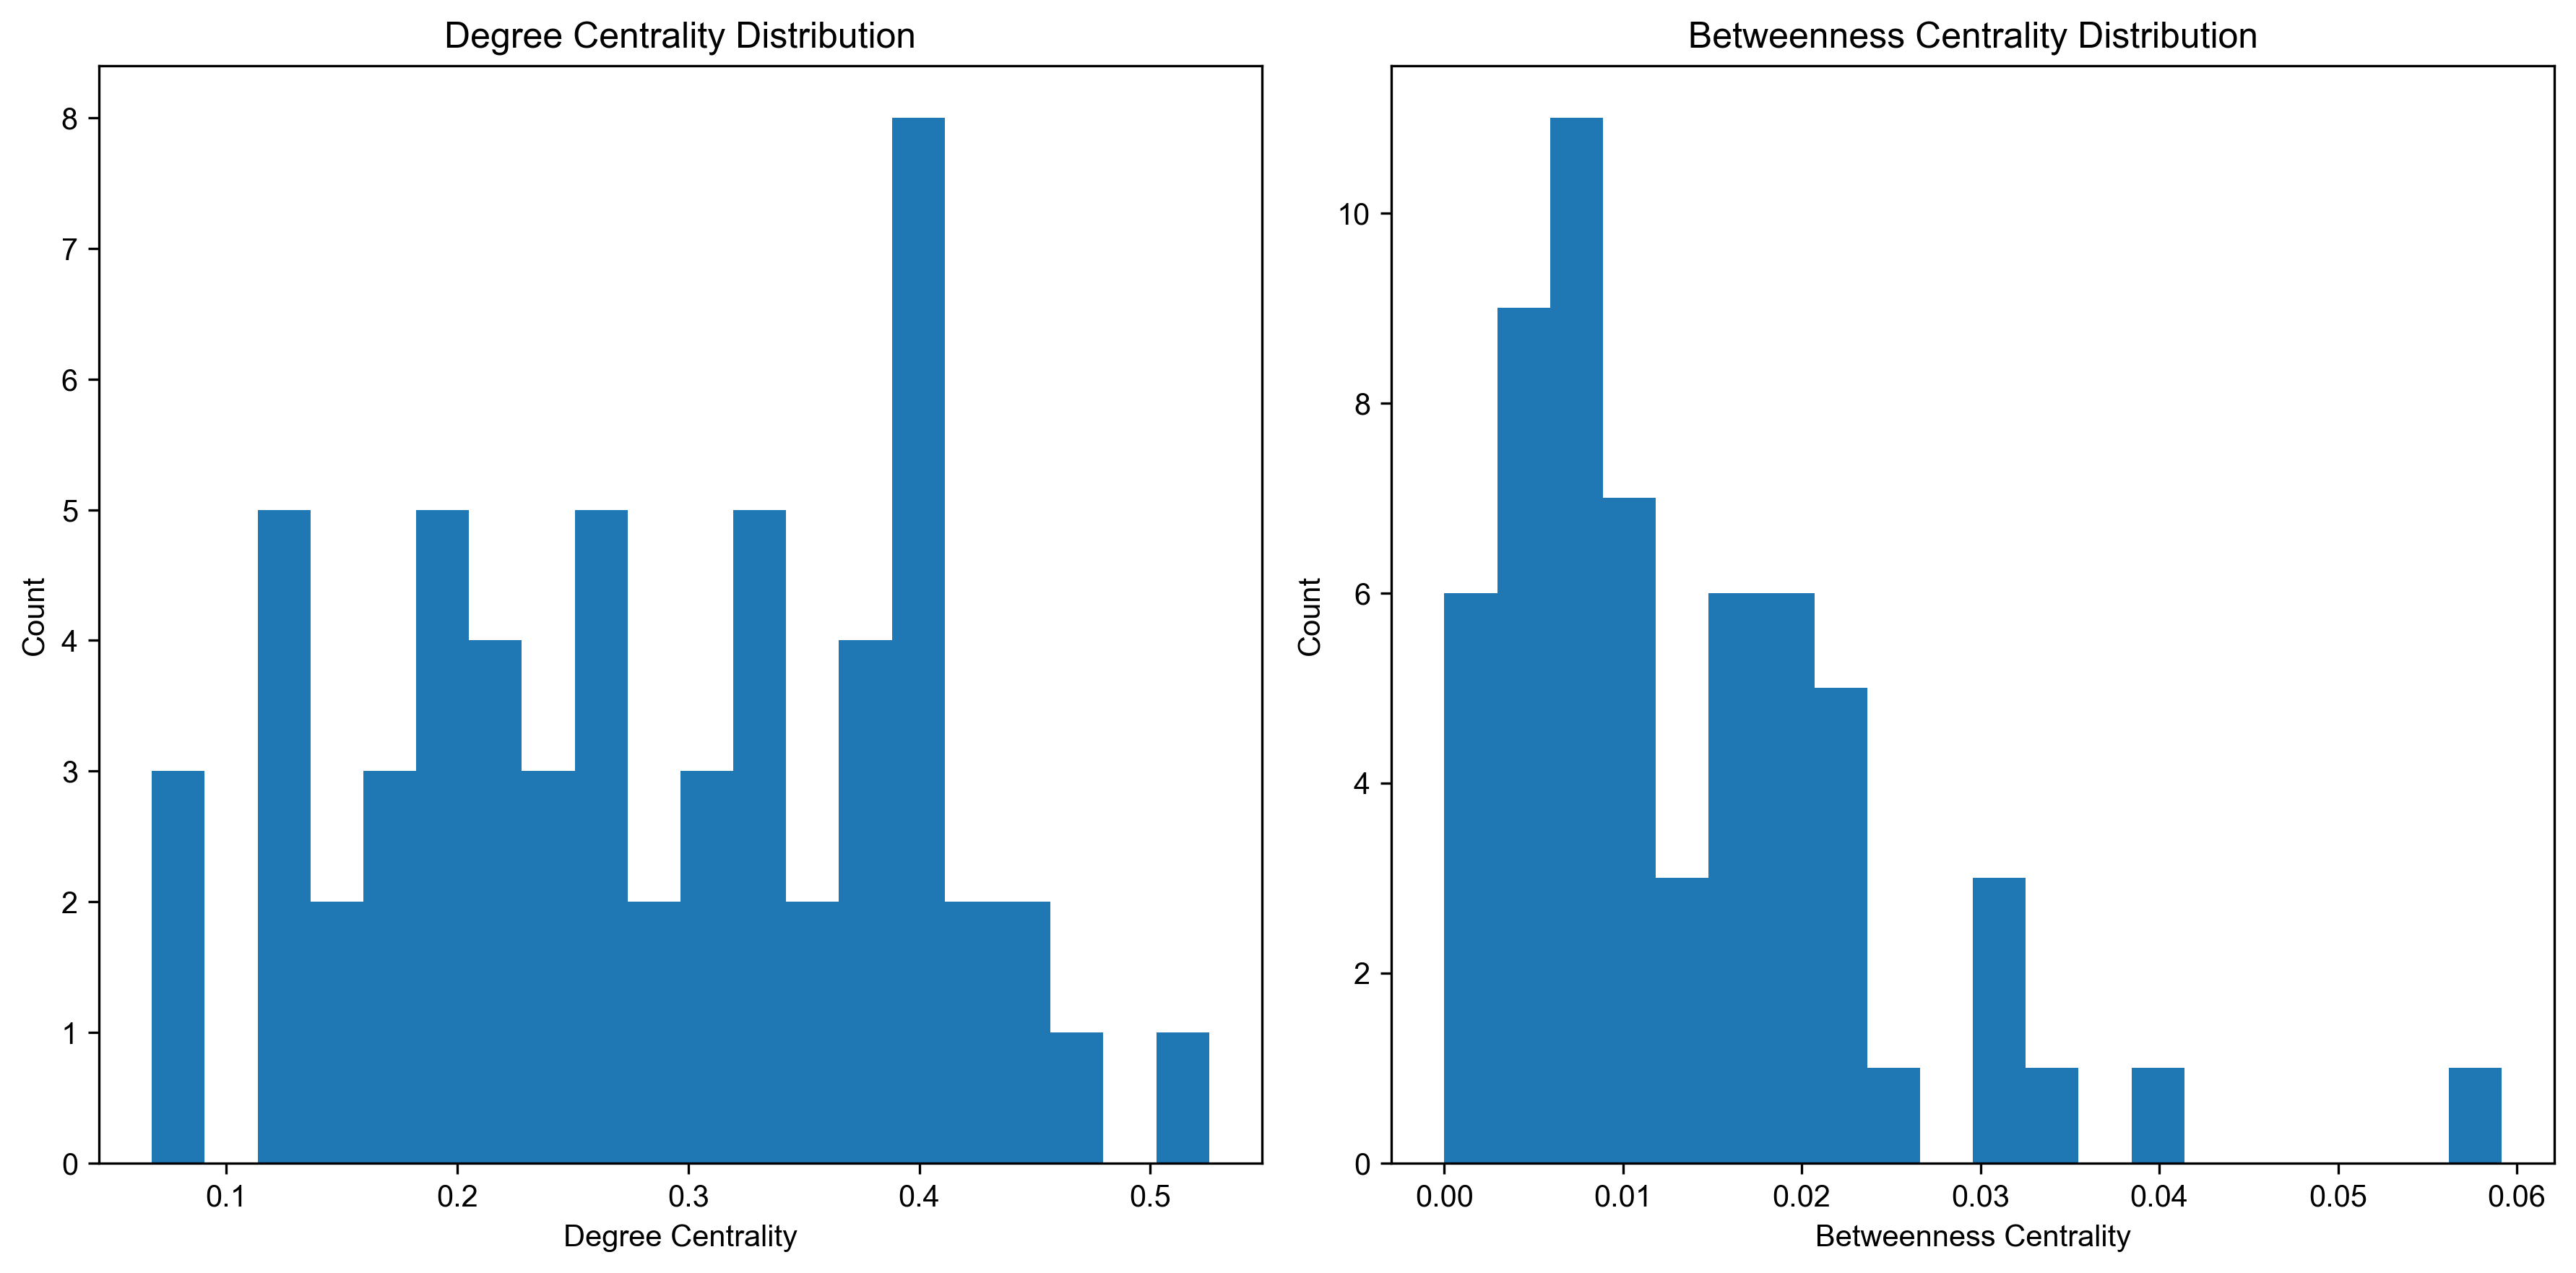 Degree Centrality Distribution
8
7
6
5
4
3
2
1
0
Count
0.1 0.2 0.3 0.4 0.5
Degree Centrality
Betweenness Centrality Distribution
10
8
6
4
2
0
Count
0.00 0.01 0.02 0.03 0.04 0.05 0.06
Betweenness Centrality